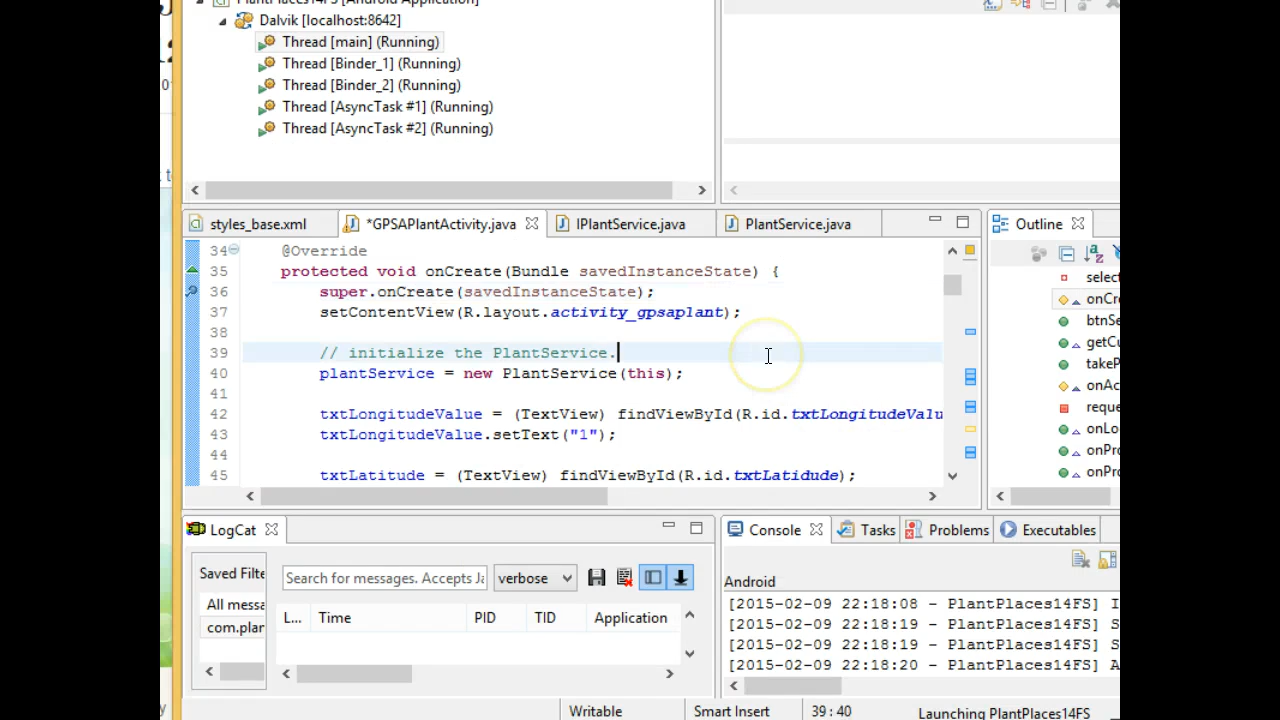 Dalvik [localhost:8642]
Thread [main] (Running)
Thread [Binder_1] (Running)
Thread [Binder_2] (Running)
Thread [AsyncTask #1] (Running)
Thread [AsyncTask #2] (Running)
styles_base.xml *GPSAPlantActivity.java IPlantService.java PlantService.java Outline
34 @Override
35 protected void onCreate(Bundle savedInstanceState) {
36 super.onCreate(savedInstanceState);
37 setContentView(R.layout.activity_gpsaplant);
38
39 // initialize the PlantService.
40 plantService = new PlantService(this);
41
42 txtLongitudeValue = (TextView) findViewById(R.id.txtLongitudeValu
43 txtLongitudeValue.setText("1");
44
45 txtLatitude = (TextView) findViewById(R.id.txtLatidude);
select
onCre
btnSe
getCu
takeP
onAc
reque
onLo
onPro
onPro
LogCat
Saved Filte
All messa
com.plan
Search for messages. Accepts Ja verbose
L... Time PID TID Application
Console Tasks Problems Executables
Android
[2015-02-09 22:18:08 - PlantPlaces14FS] I
[2015-02-09 22:18:19 - PlantPlaces14FS] S
[2015-02-09 22:18:19 - PlantPlaces14FS] S
[2015-02-09 22:18:20 - PlantPlaces14FS] A
Writable Smart Insert 39 : 40 Launching PlantPlaces14FS